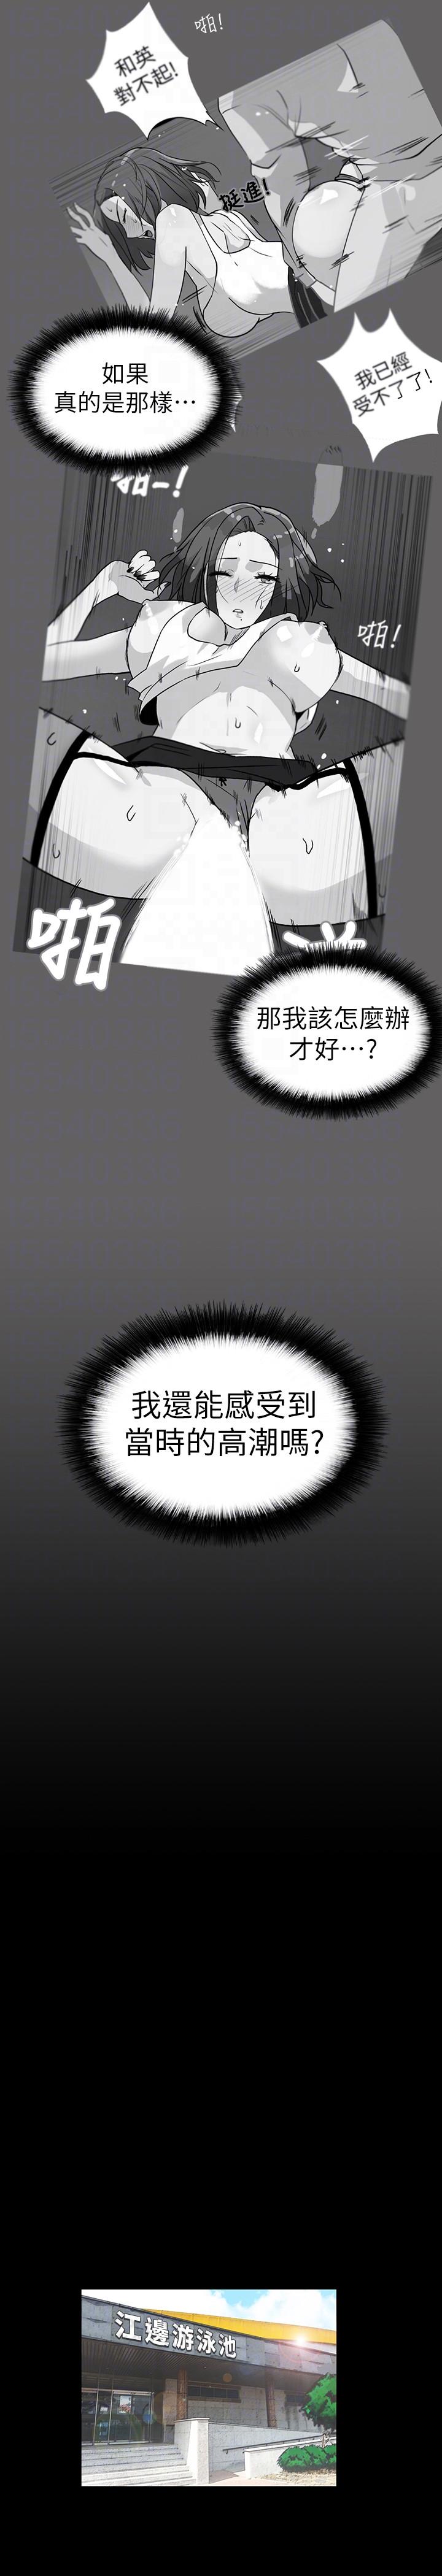 啪!
和英
對不起!
挺進!
我已經
受不了了!
如果
真的是那樣…
啪-!
啪!
啪
那我該怎麼辦
才好…?
我還能感受到
當時的高潮嗎?
江邊游泳池